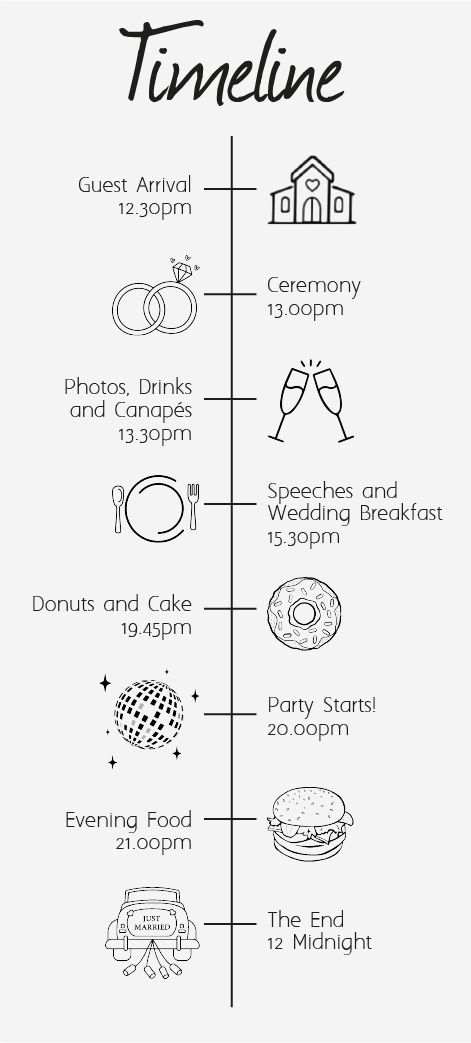 Timeline
Guest Arrival
12.30pm
Ceremony
13.00pm
Photos, Drinks
and Canapés
13.30pm
Speeches and
Wedding Breakfast
15.30pm
Donuts and Cake
19.45pm
Party Starts!
20.00pm
Evening Food
21.00pm
JUST
MARRIED
The End
12 Midnight